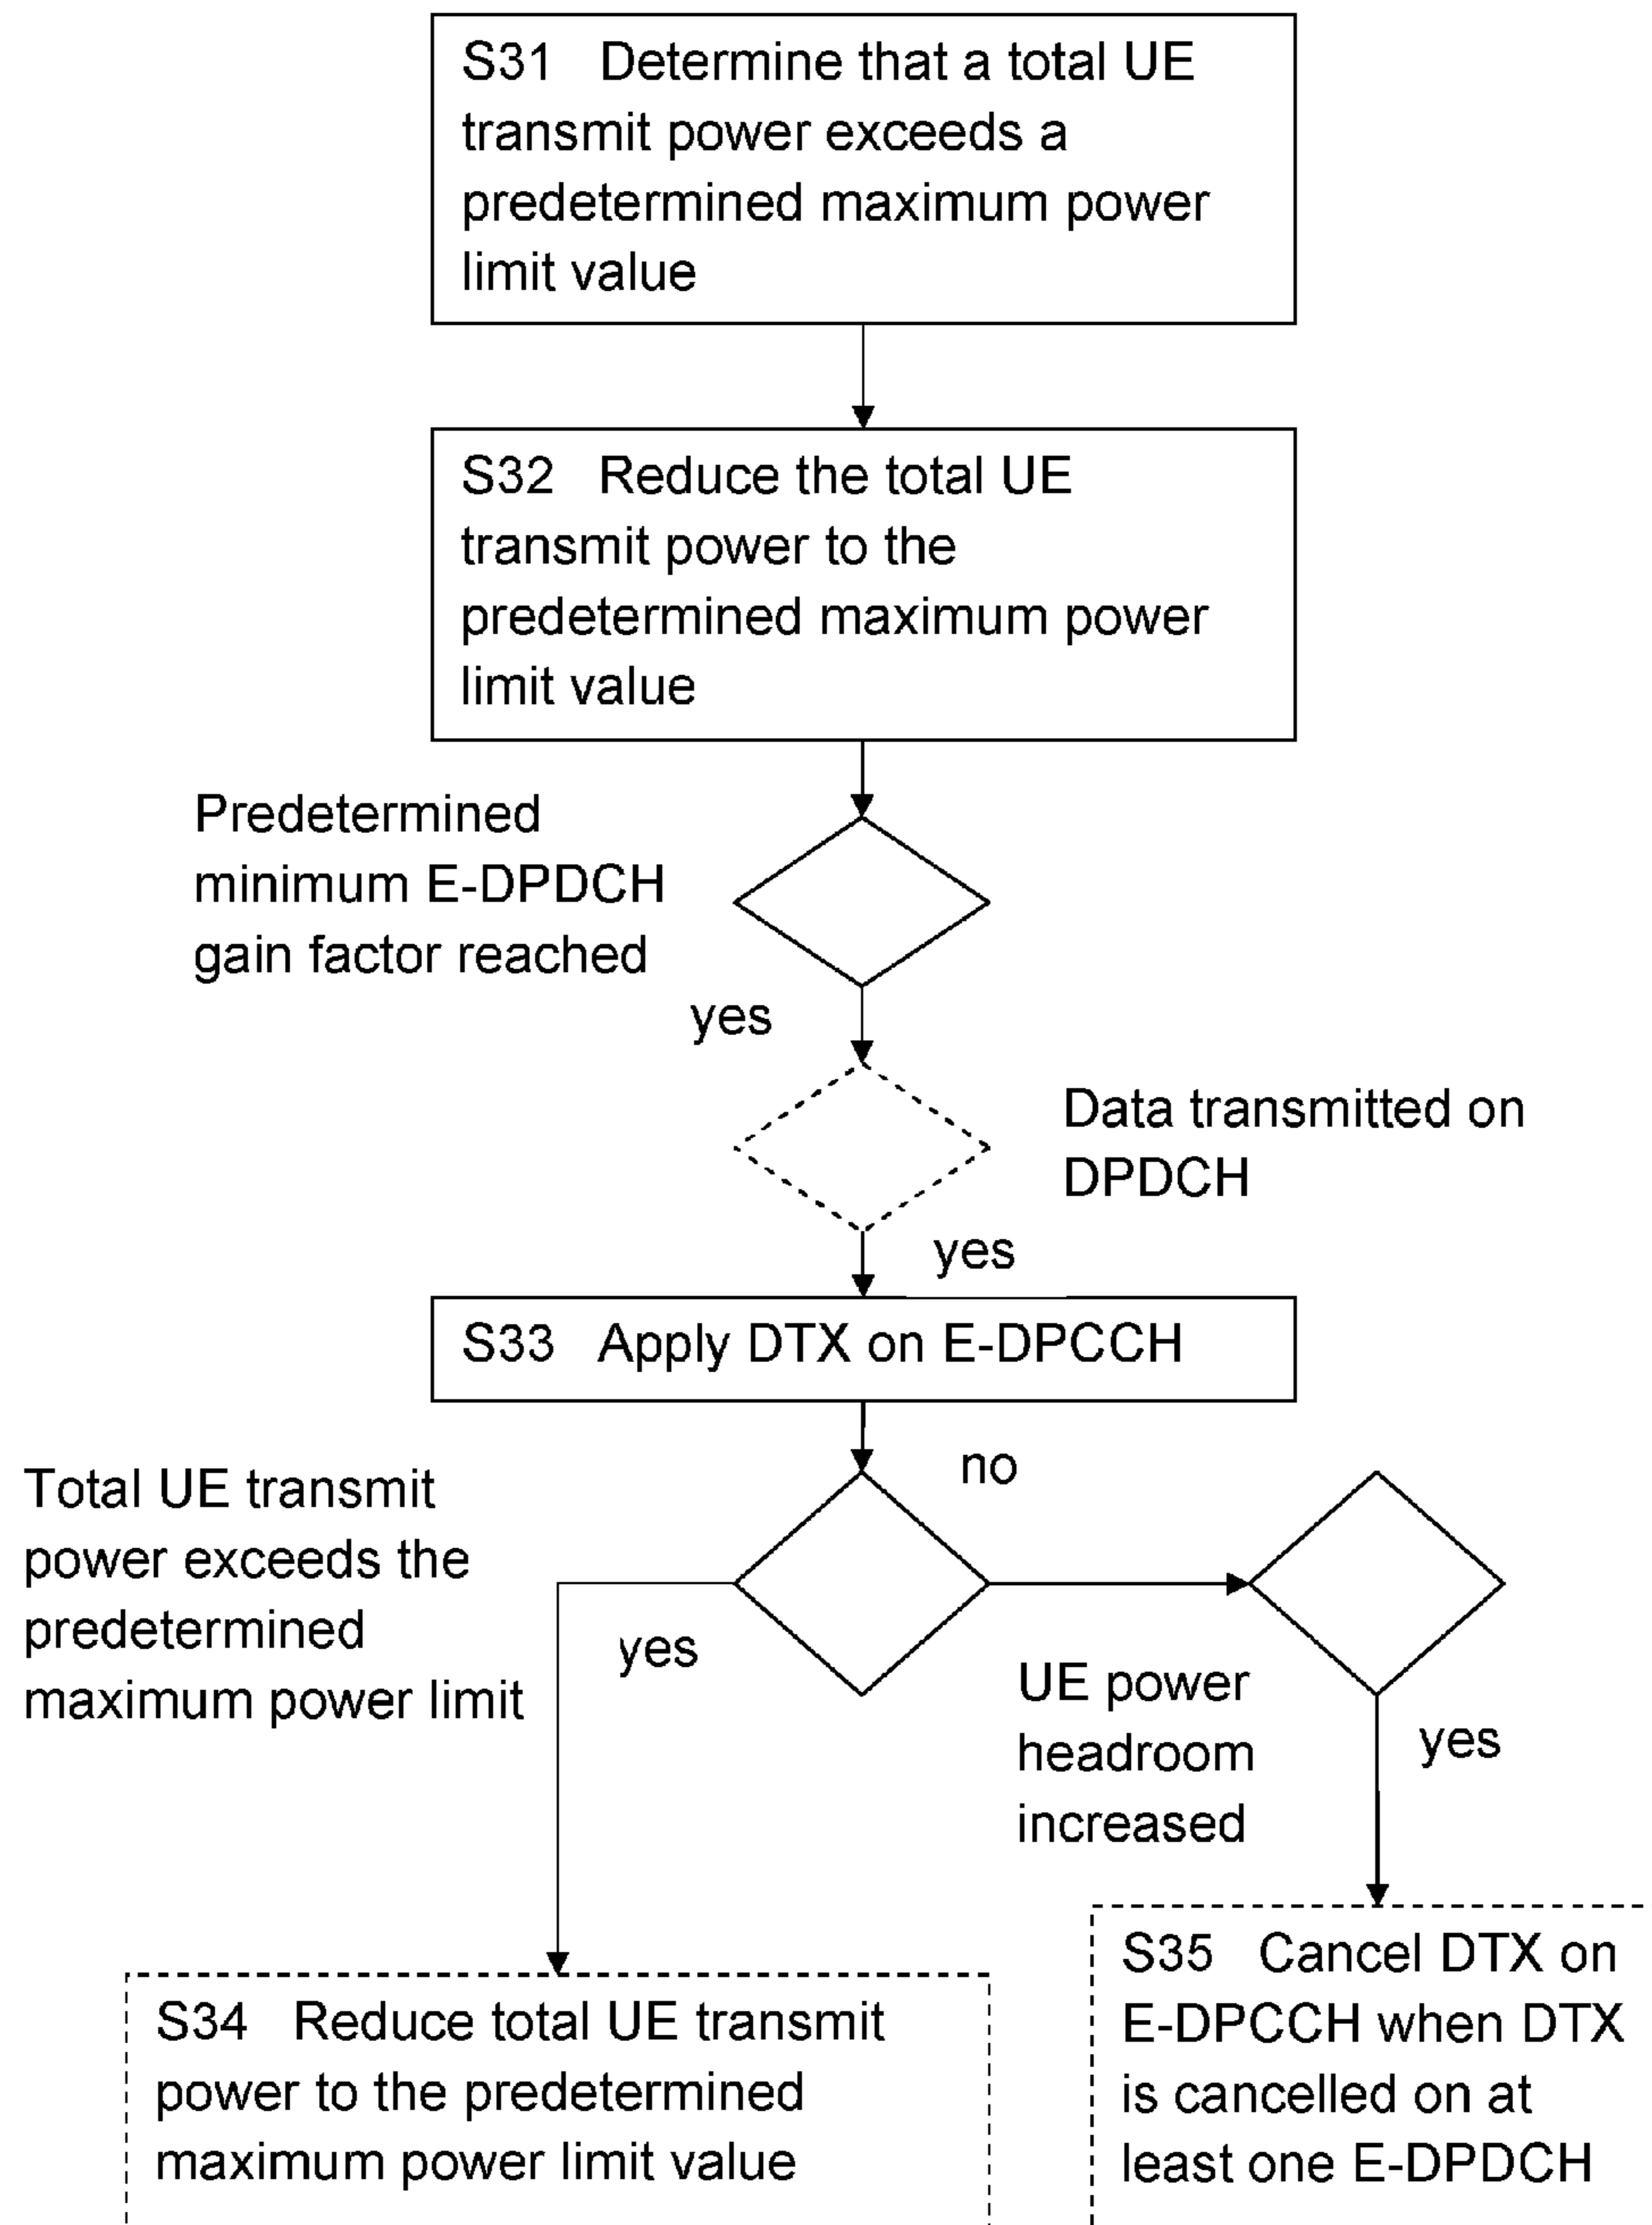 S31 Determine that a total UE
transmit power exceeds a
predetermined maximum power
limit value
S32 Reduce the total UE
transmit power to the
predetermined maximum power
limit value
Predetermined
minimum E-DPDCH
gain factor reached
yes
Data transmitted on
DPDCH
yes
S33 Apply DTX on E-DPCCH
no
Total UE transmit
power exceeds the
predetermined
maximum power limit
yes
UE power
headroom
increased
yes
S34 Reduce total UE transmit
power to the predetermined
maximum power limit value
S35 Cancel DTX on
E-DPCCH when DTX
is cancelled on at
least one E-DPDCH